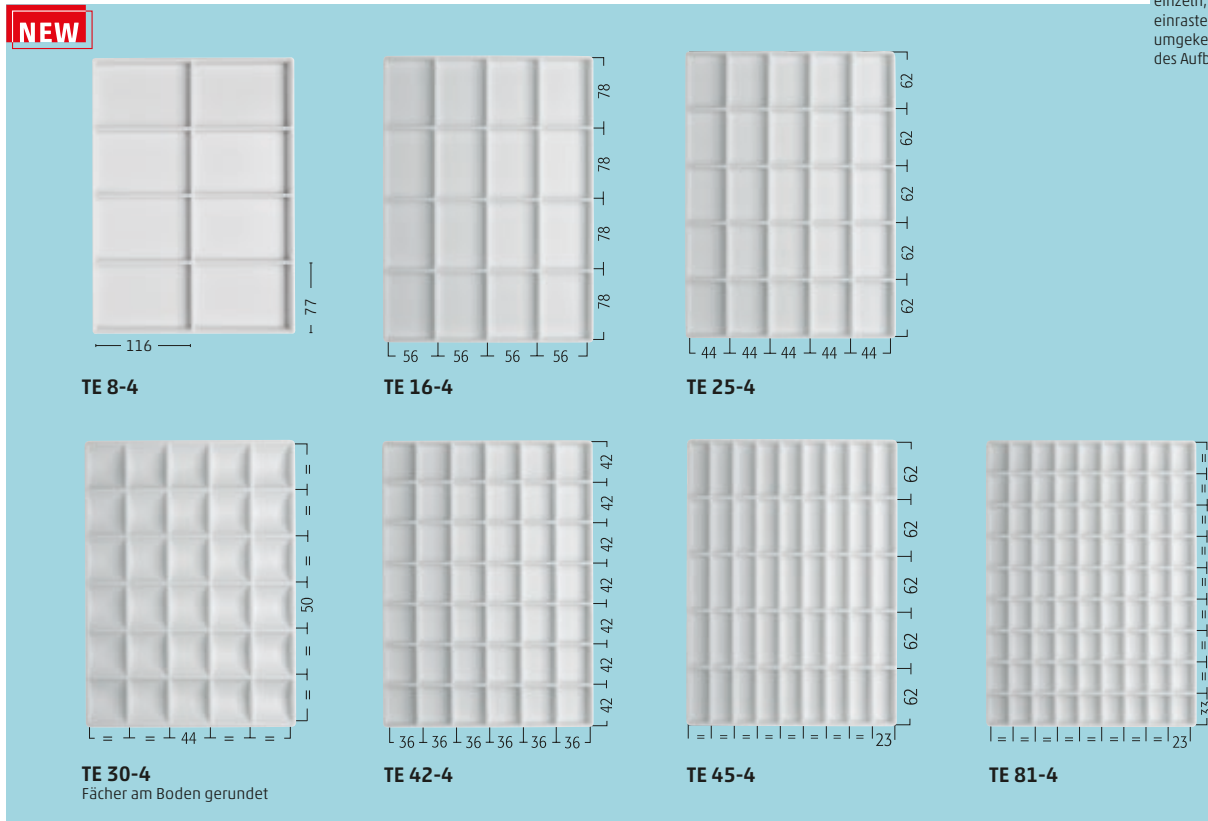 einzeln,
einraste
umgeke
des Aufb
NEW
78
78
78
78
62
62
62
62
62
77
116
56 56 56 56
44 44 44 44 44
TE 8-4
TE 16-4
TE 25-4
=
=
=
50
=
=
42
42
42
42
42
42
42
62
62
62
62
62
=
=
=
=
=
=
=
=
23
= = 44 = =
36 36 36 36 36 36
= = = = = = = = 23
= = = = = = = = 23
TE 30-4
Fächer am Boden gerundet
TE 42-4
TE 45-4
TE 81-4